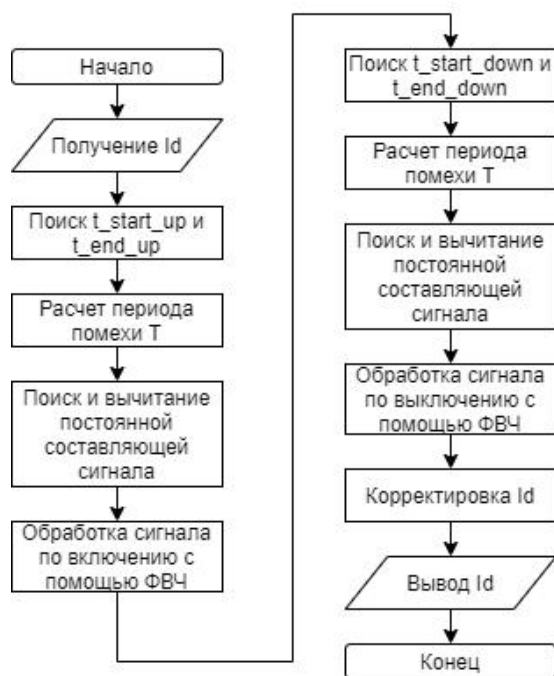 Начало
Получение Id
Поиск t_start_up и
t_end_up
Расчет периода
помехи T
Поиск и вычитание
постоянной
составляющей
сигнала
Обработка сигнала
по включению с
помощью ФВЧ
Поиск t_start_down и
t_end_down
Расчет периода
помехи T
Поиск и вычитание
постоянной
составляющей
сигнала
Обработка сигнала
по выключению с
помощью ФВЧ
Корректировка Id
Вывод Id
Конец